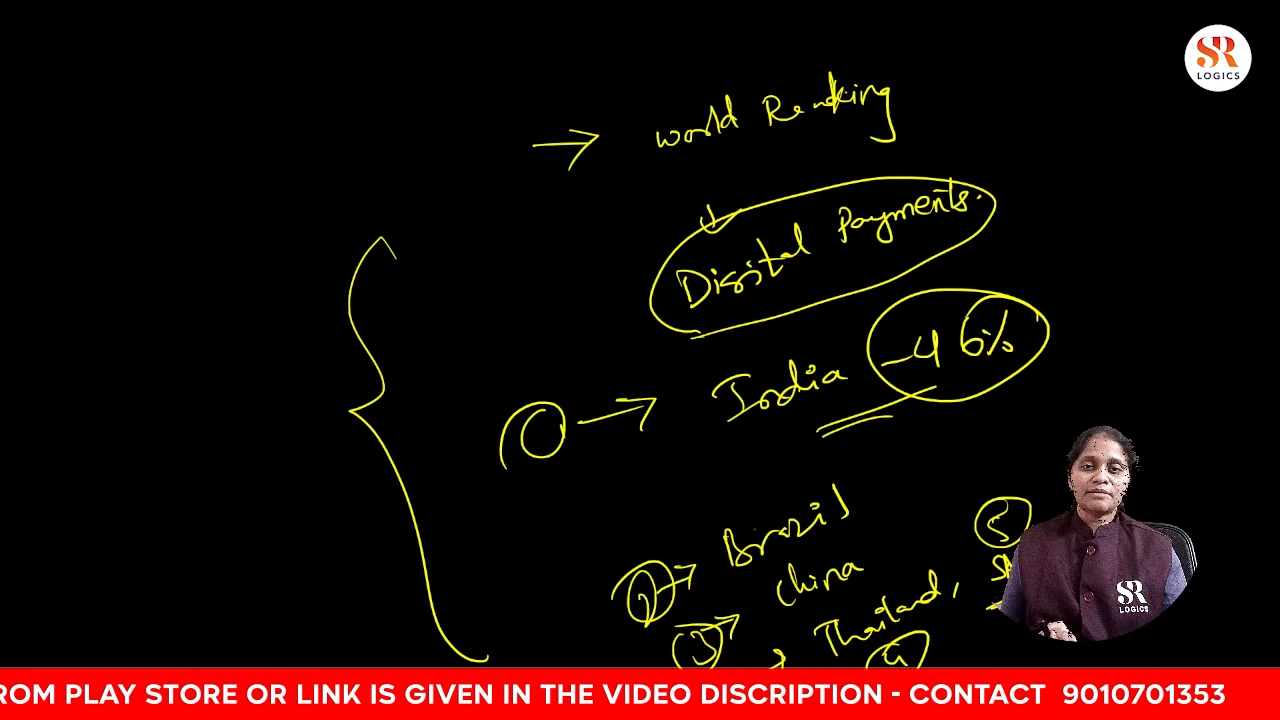 SR
LOGICS
→ World Ranking
Digital Payments.
→ India - 46%
2 → Brazil
3 → China
Thailand,
4
5
SR
LOGICS
ROM PLAY STORE OR LINK IS GIVEN IN THE VIDEO DISCRIPTION - CONTACT 9010701353